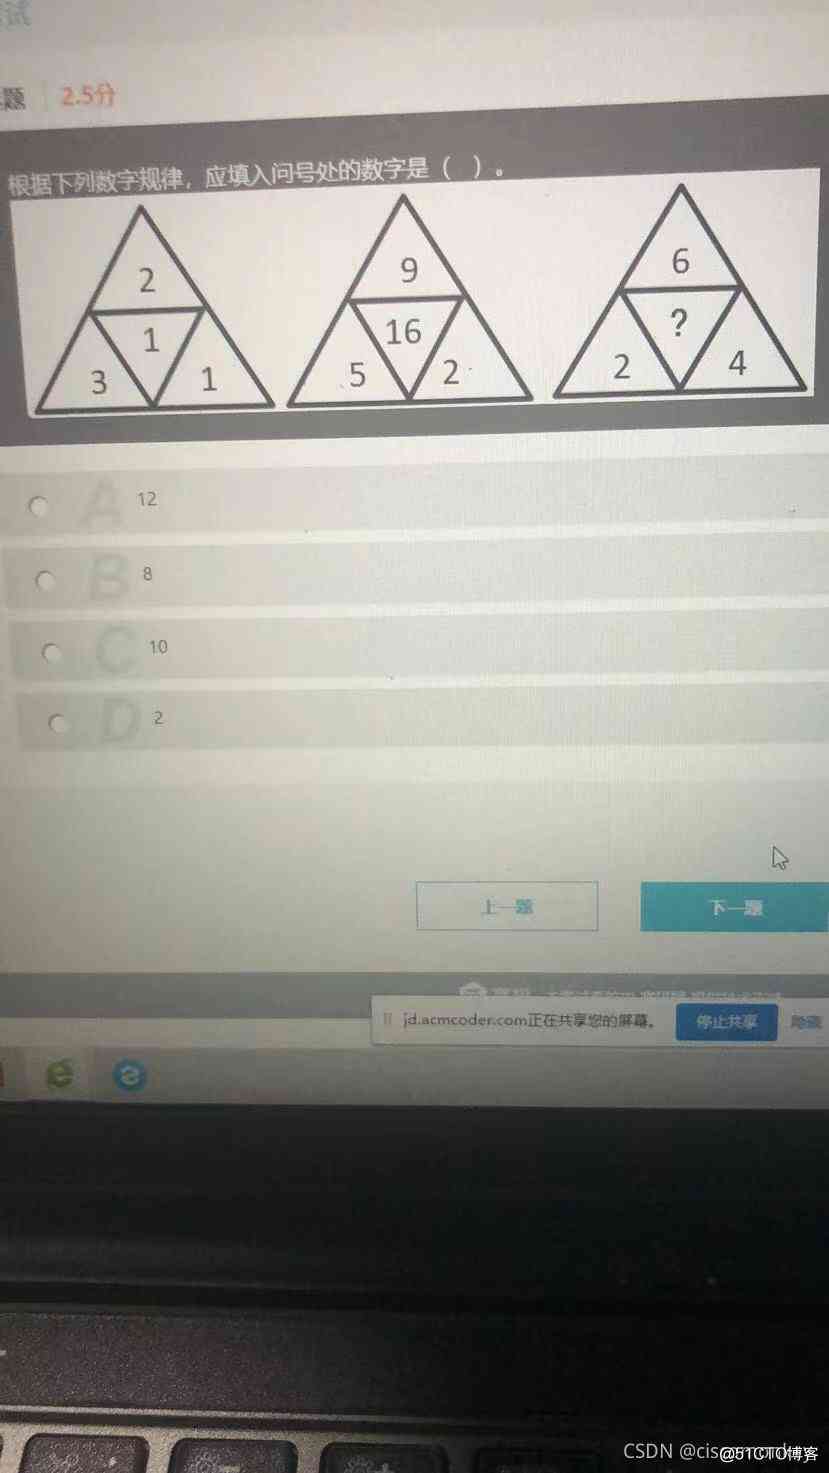 题 2.5分
根据下列数字规律，应填入问号处的数字是（ ）。
2
1
3
1
9
16
5
2
6
?
2
4
A 12
B 8
C 10
D 2
上一题
下一题
jd.acmcoder.com正在共享您的屏幕。
停止共享
隐藏
@51CTO博客
CSDN